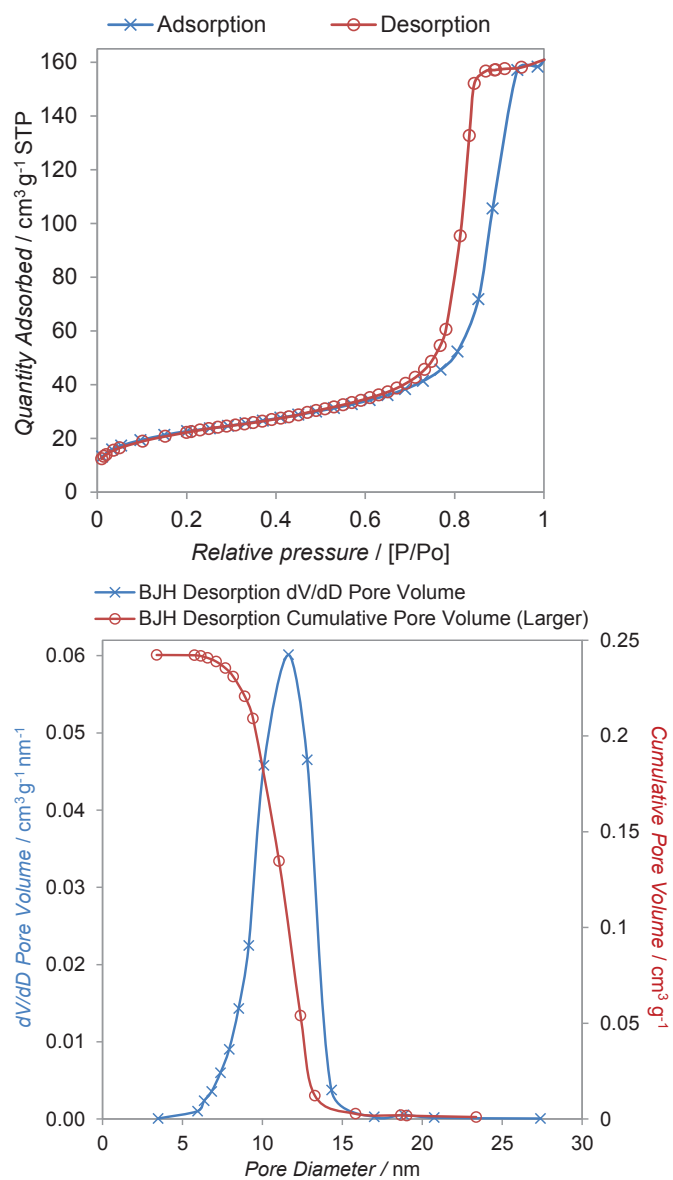 Adsorption Desorption
160
140
120
100
80
60
40
20
0
Quantity Adsorbed / cm³ g⁻¹ STP
0 0.2 0.4 0.6 0.8 1
Relative pressure / [P/Po]
BJH Desorption dV/dD Pore Volume
BJH Desorption Cumulative Pore Volume (Larger)
0.06
0.05
0.04
0.03
0.02
0.01
0.00
dV/dD Pore Volume / cm³ g⁻¹ nm⁻¹
0.25
0.2
0.15
0.1
0.05
0
Cumulative Pore Volume / cm³ g⁻¹
0 5 10 15 20 25 30
Pore Diameter / nm